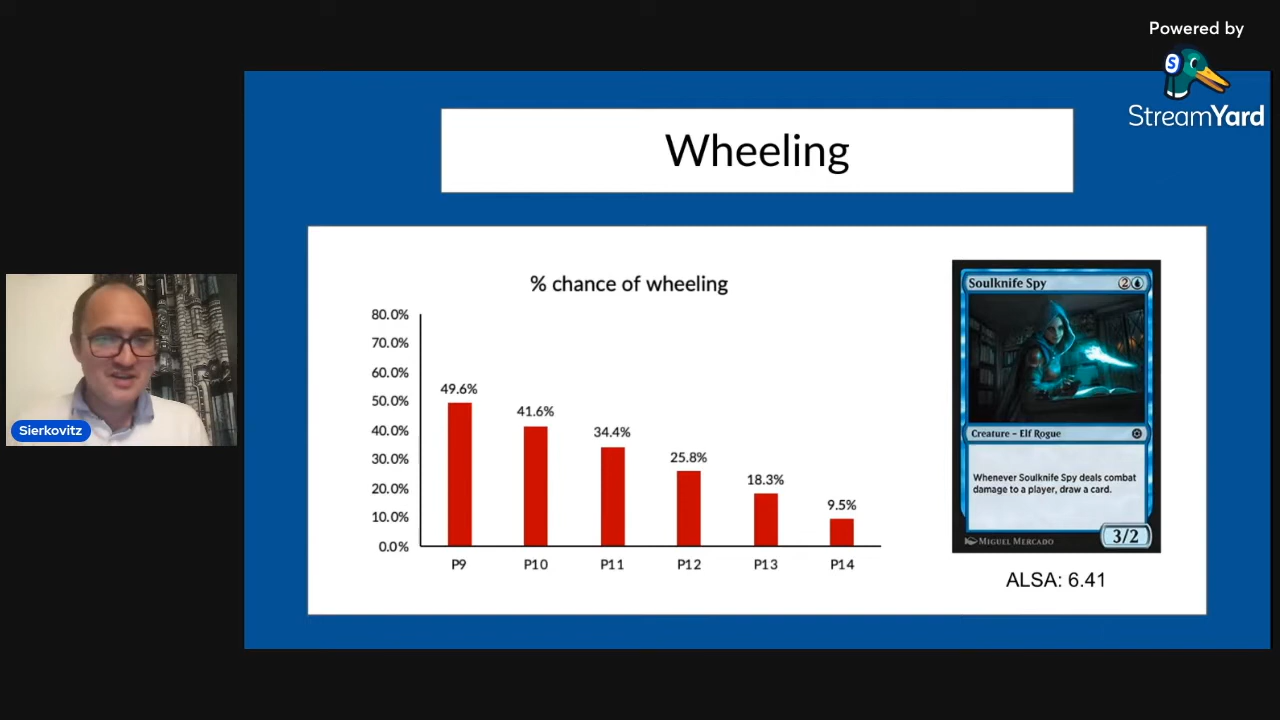 Powered by
S
StreamYard
Wheeling
% chance of wheeling
80.0%
70.0%
60.0%
50.0%
40.0%
30.0%
20.0%
10.0%
0.0%
49.6%
41.6%
34.4%
25.8%
18.3%
9.5%
P9 P10 P11 P12 P13 P14
Soulknife Spy 2
Creature – Elf Rogue
Whenever Soulknife Spy deals combat
damage to a player, draw a card.
Miguel Mercado
3/2
ALSA: 6.41
Sierkovitz